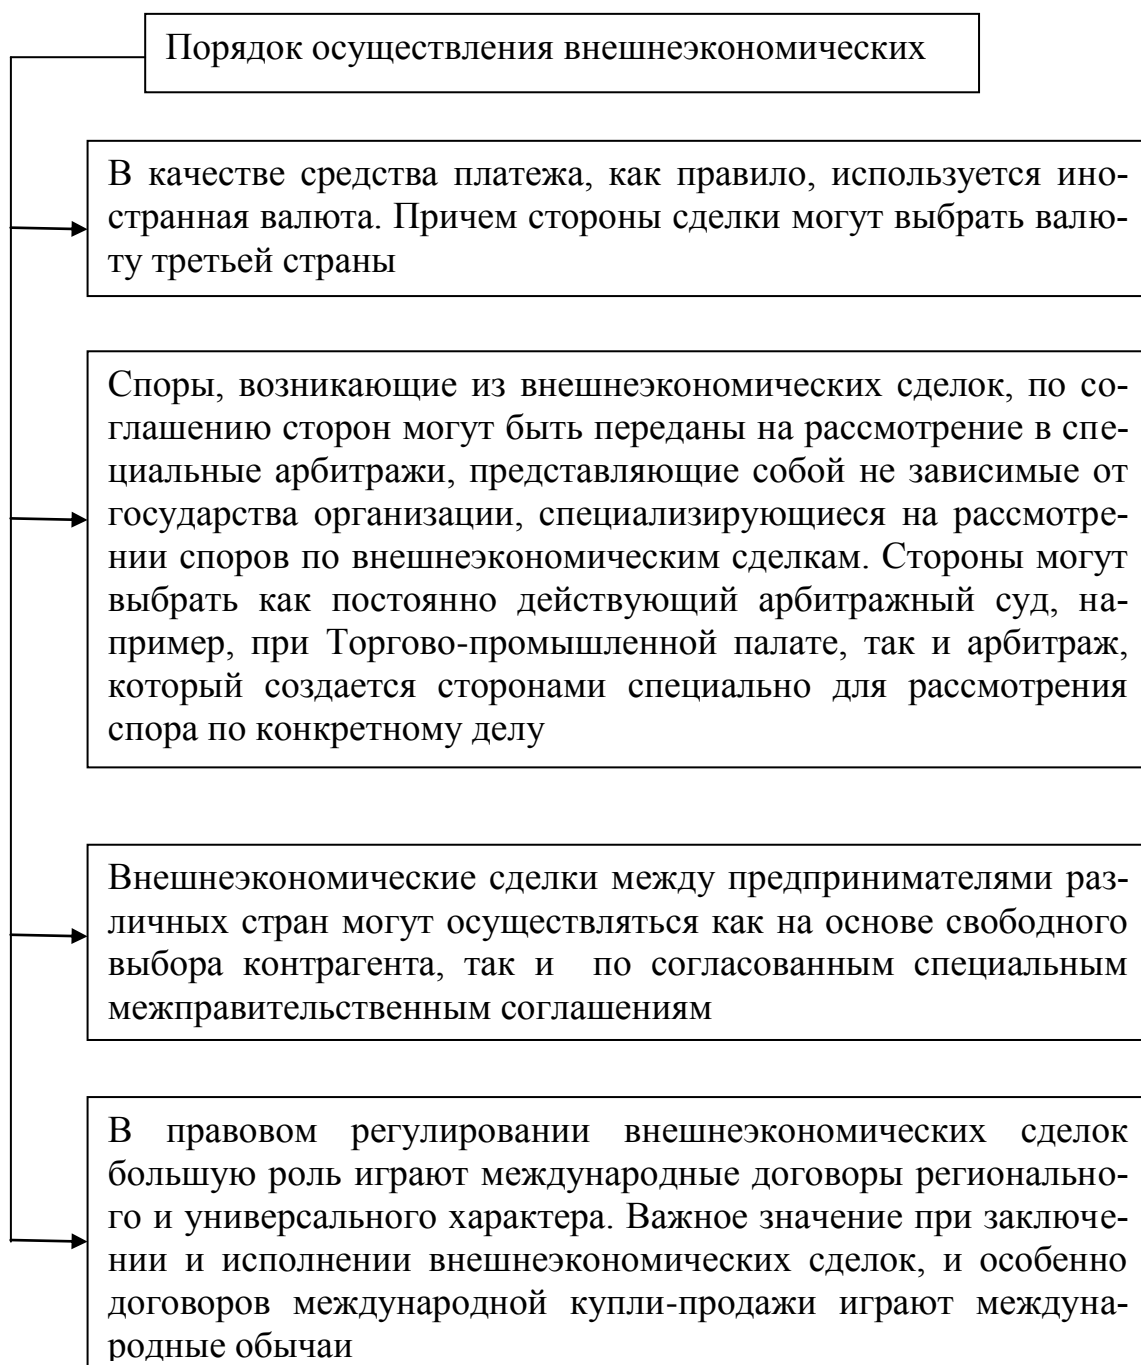 Порядок осуществления внешнеэкономических
В качестве средства платежа, как правило, используется ино-
странная валюта. Причем стороны сделки могут выбрать валю-
ту третьей страны
Споры, возникающие из внешнеэкономических сделок, по со-
глашению сторон могут быть переданы на рассмотрение в спе-
циальные арбитражи, представляющие собой не зависимые от
государства организации, специализирующиеся на рассмотре-
нии споров по внешнеэкономическим сделкам. Стороны могут
выбрать как постоянно действующий арбитражный суд, на-
пример, при Торгово-промышленной палате, так и арбитраж,
который создается сторонами специально для рассмотрения
спора по конкретному делу
Внешнеэкономические сделки между предпринимателями раз-
личных стран могут осуществляться как на основе свободного
выбора контрагента, так и по согласованным специальным
межправительственным соглашениям
В правовом регулировании внешнеэкономических сделок
большую роль играют международные договоры регионально-
го и универсального характера. Важное значение при заключе-
нии и исполнении внешнеэкономических сделок, и особенно
договоров международной купли-продажи играют междуна-
родные обычаи